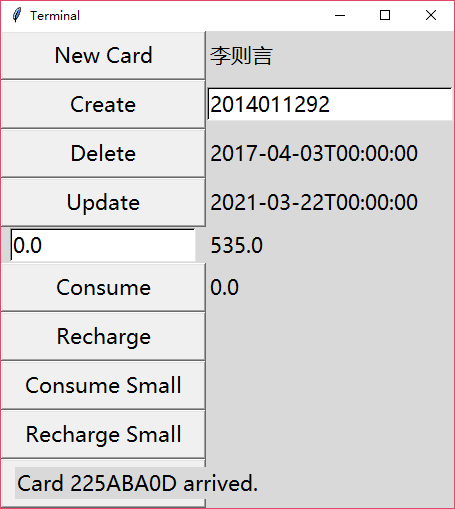 Terminal
New Card 李则言
Create 2014011292
Delete 2017-04-03T00:00:00
Update 2021-03-22T00:00:00
0.0 535.0
Consume 0.0
Recharge
Consume Small
Recharge Small
Card 225ABA0D arrived.